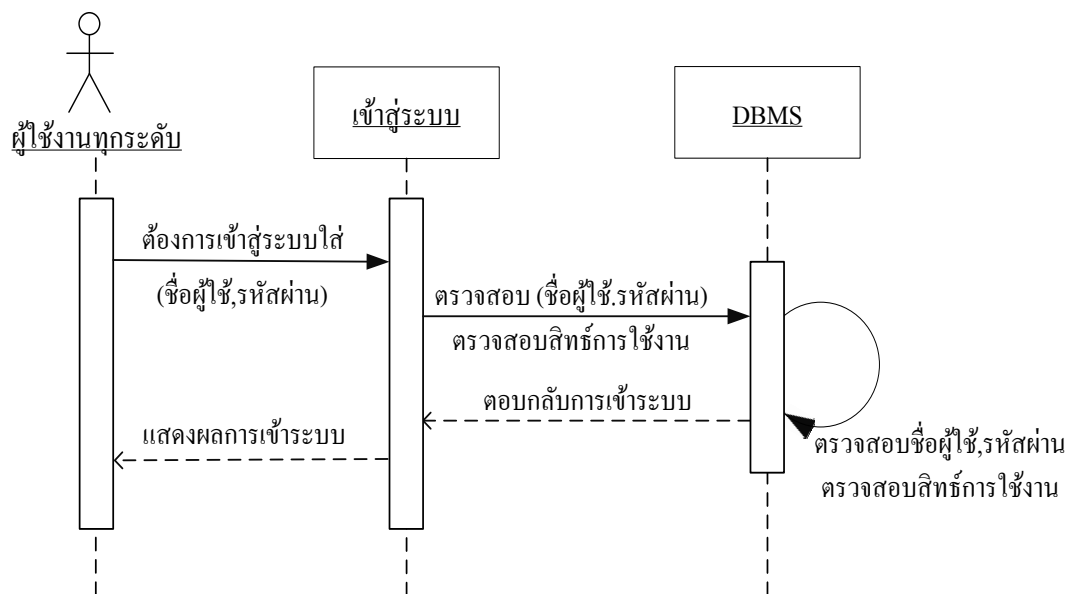 ผู้ใช้งานทุกระดับ
เข้าสู่ระบบ
DBMS
ต้องการเข้าสู่ระบบใส่
(ชื่อผู้ใช้,รหัสผ่าน)
ตรวจสอบ (ชื่อผู้ใช้.รหัสผ่าน)
ตรวจสอบสิทธ์การใช้งาน
ตอบกลับการเข้าระบบ
แสดงผลการเข้าระบบ
ตรวจสอบชื่อผู้ใช้,รหัสผ่าน
ตรวจสอบสิทธ์การใช้งาน